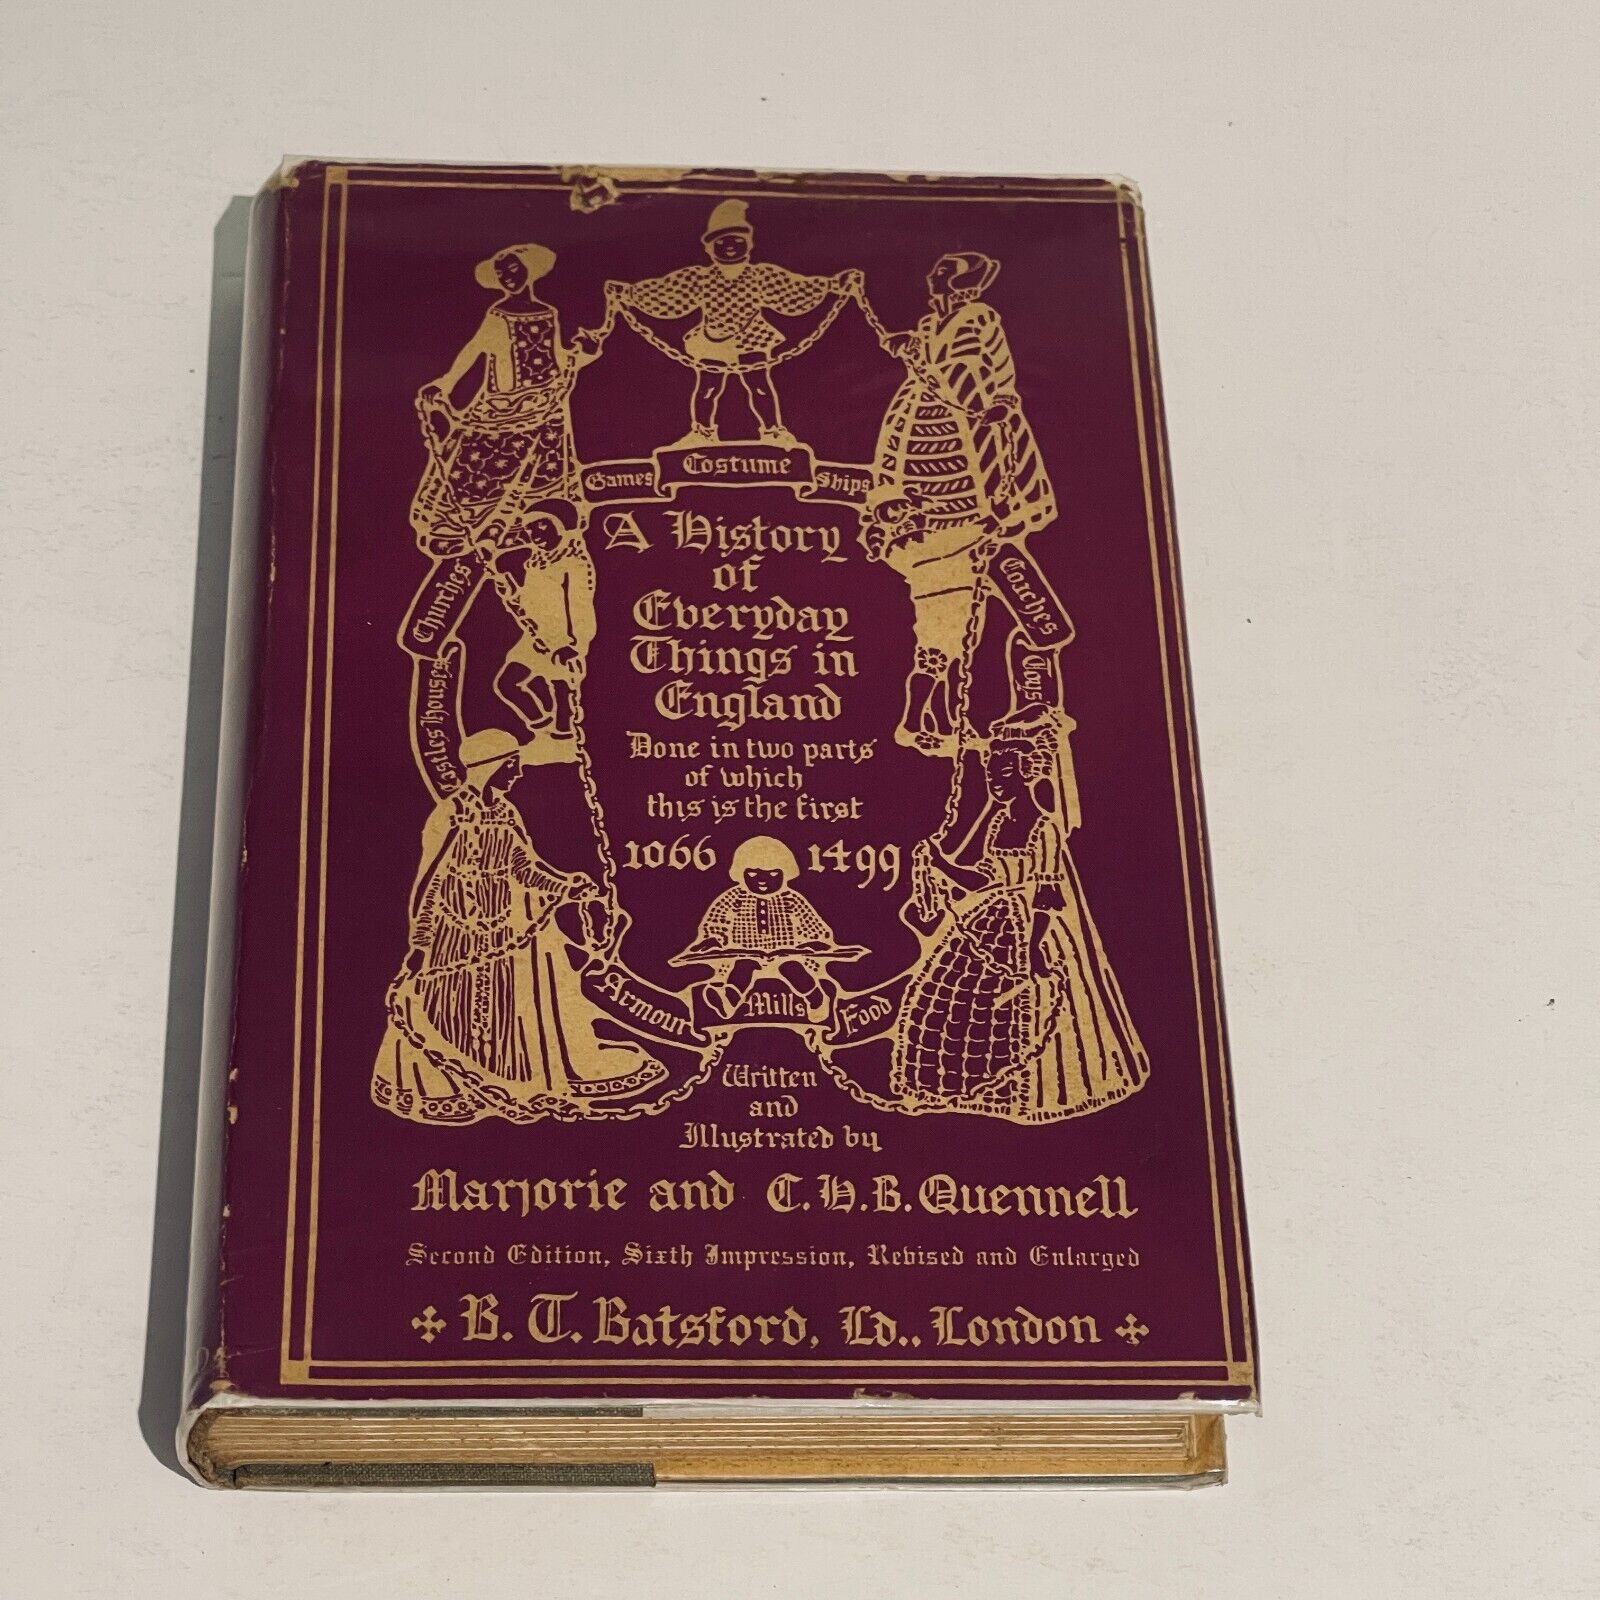 Costume
Games
Ships
A History
of
Everyday
Things in
England
Churches
Coaches
Castles houses
Toys
Done in two parts
of which
this is the first
1066 1499
Armour
Mills
Food
Written
and
Illustrated by
Marjorie and C.H.B. Quennell
Second Edition, Sixth Impression, Revised and Enlarged
B. T. Batsford, Ld., London